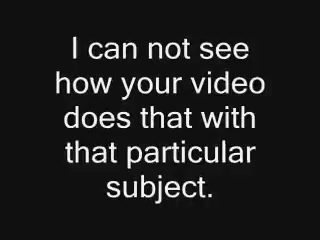 I can not see
how your video
does that with
that particular
subject.